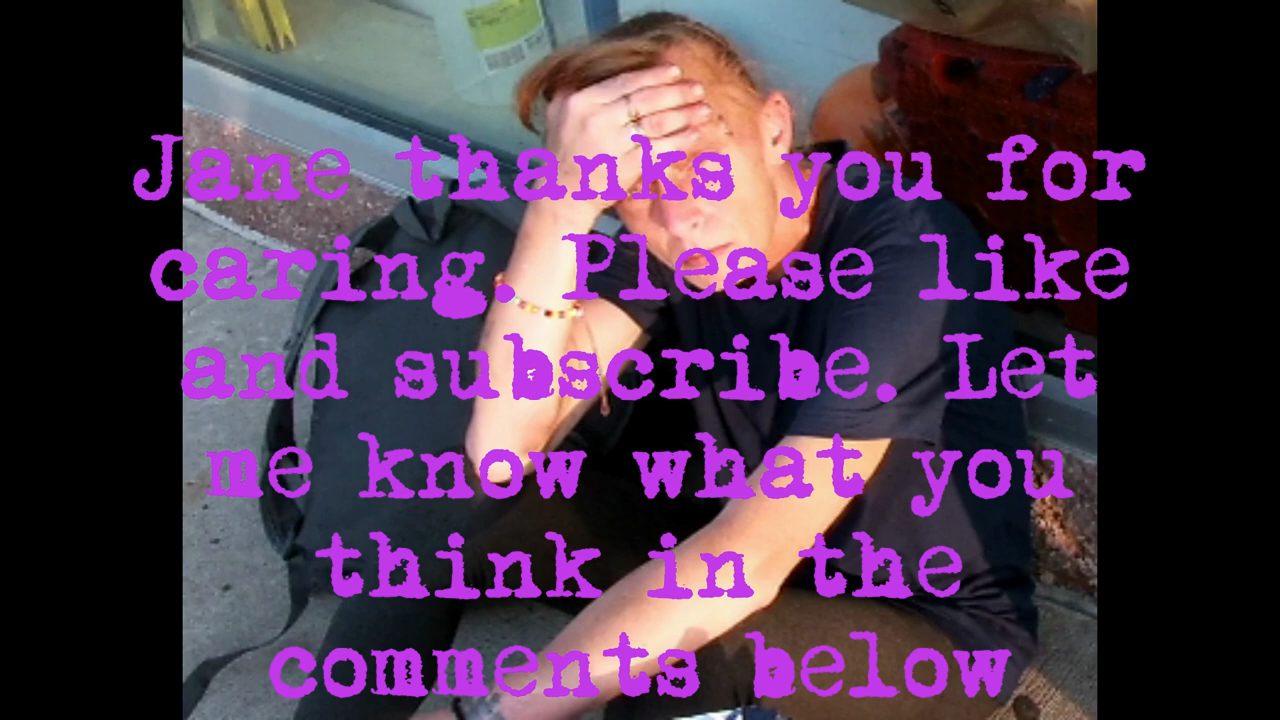 Jane thanks you for
caring. Please like
and subscribe. Let
me know what you
think in the
comments below